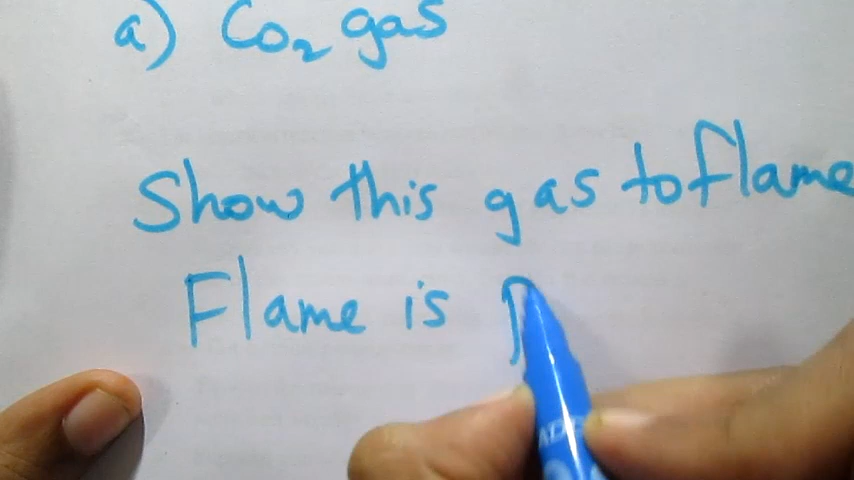 a) Co₂ gas
Show this gas to flame
Flame is